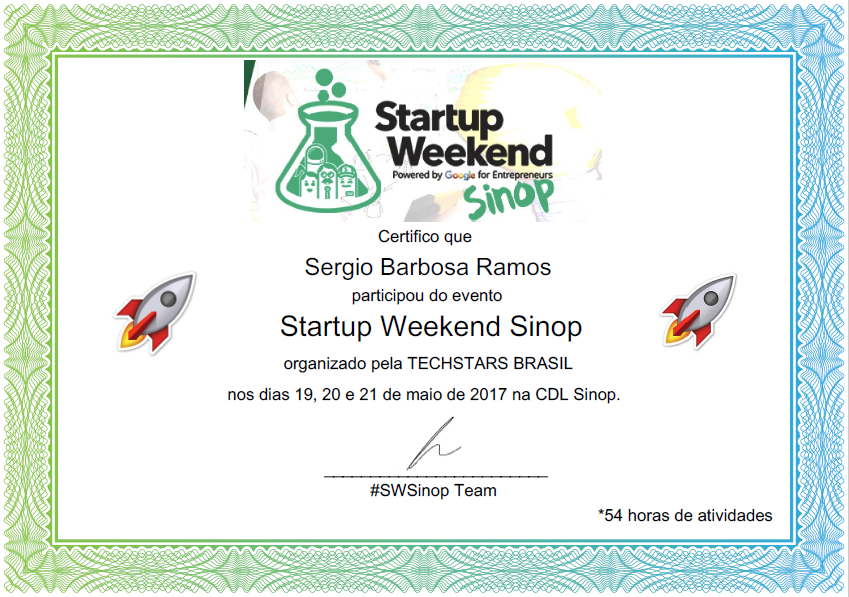 Startup
Weekend
Powered by Google for Entrepreneurs
Sinop
Certifico que
Sergio Barbosa Ramos
participou do evento
Startup Weekend Sinop
organizado pela TECHSTARS BRASIL
nos dias 19, 20 e 21 de maio de 2017 na CDL Sinop.
#SWSinop Team
*54 horas de atividades